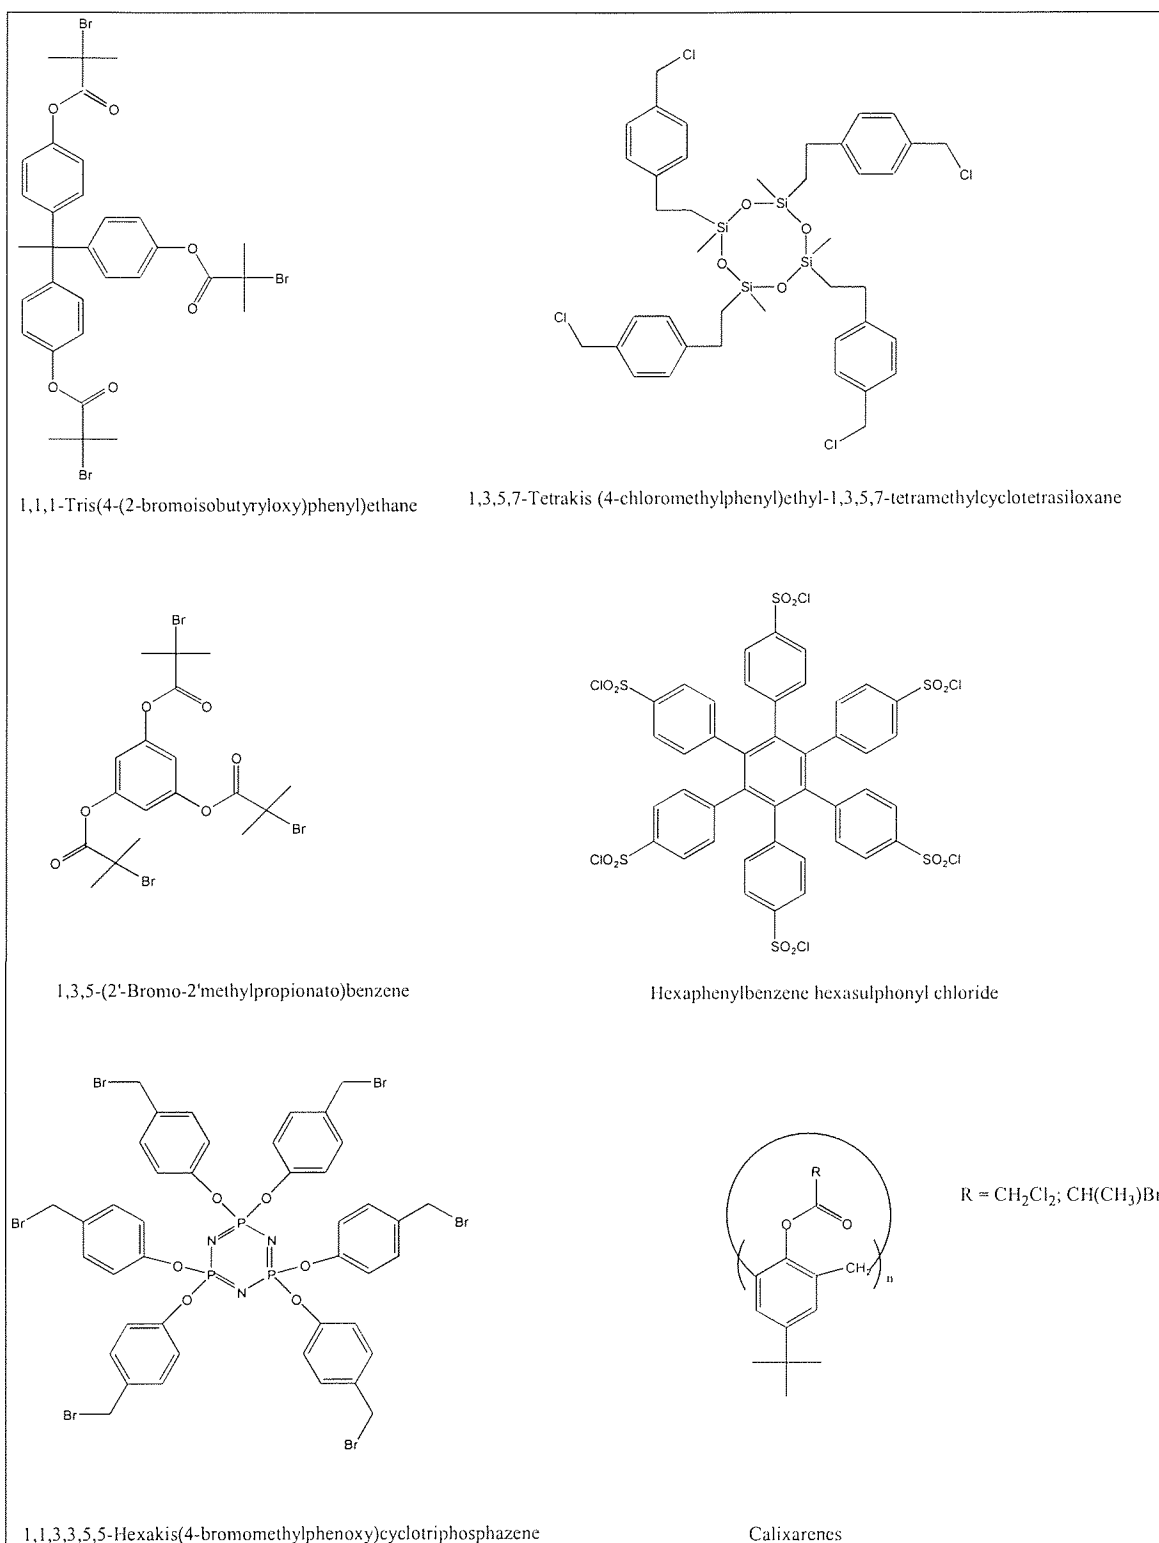 Br
O
O
O
O
Br
O
O
Br
1,1,1-Tris(4-(2-bromoisobutyryloxy)phenyl)ethane
Cl
Cl
O
Si
Si
O
O
Si
Si
O
Cl
Cl
1,3,5,7-Tetrakis (4-chloromethylphenyl)ethyl-1,3,5,7-tetramethylcyclotetrasiloxane
Br
O
O
O
O
O
Br
O
Br
1,3,5-(2'-Bromo-2'methylpropionato)benzene
SO2Cl
ClO2S
SO2Cl
ClO2S
SO2Cl
SO2Cl
Hexaphenylbenzene hexasulphonyl chloride
Br
Br
O
O
Br
Br
P
N
N
O
O
P
P
N
O
O
Br
Br
1,1,3,3,5,5-Hexakis(4-bromomethylphenoxy)cyclotriphosphazene
R
O
O
CH2
n
R = CH2Cl2; CH(CH3)Br
Calixarenes